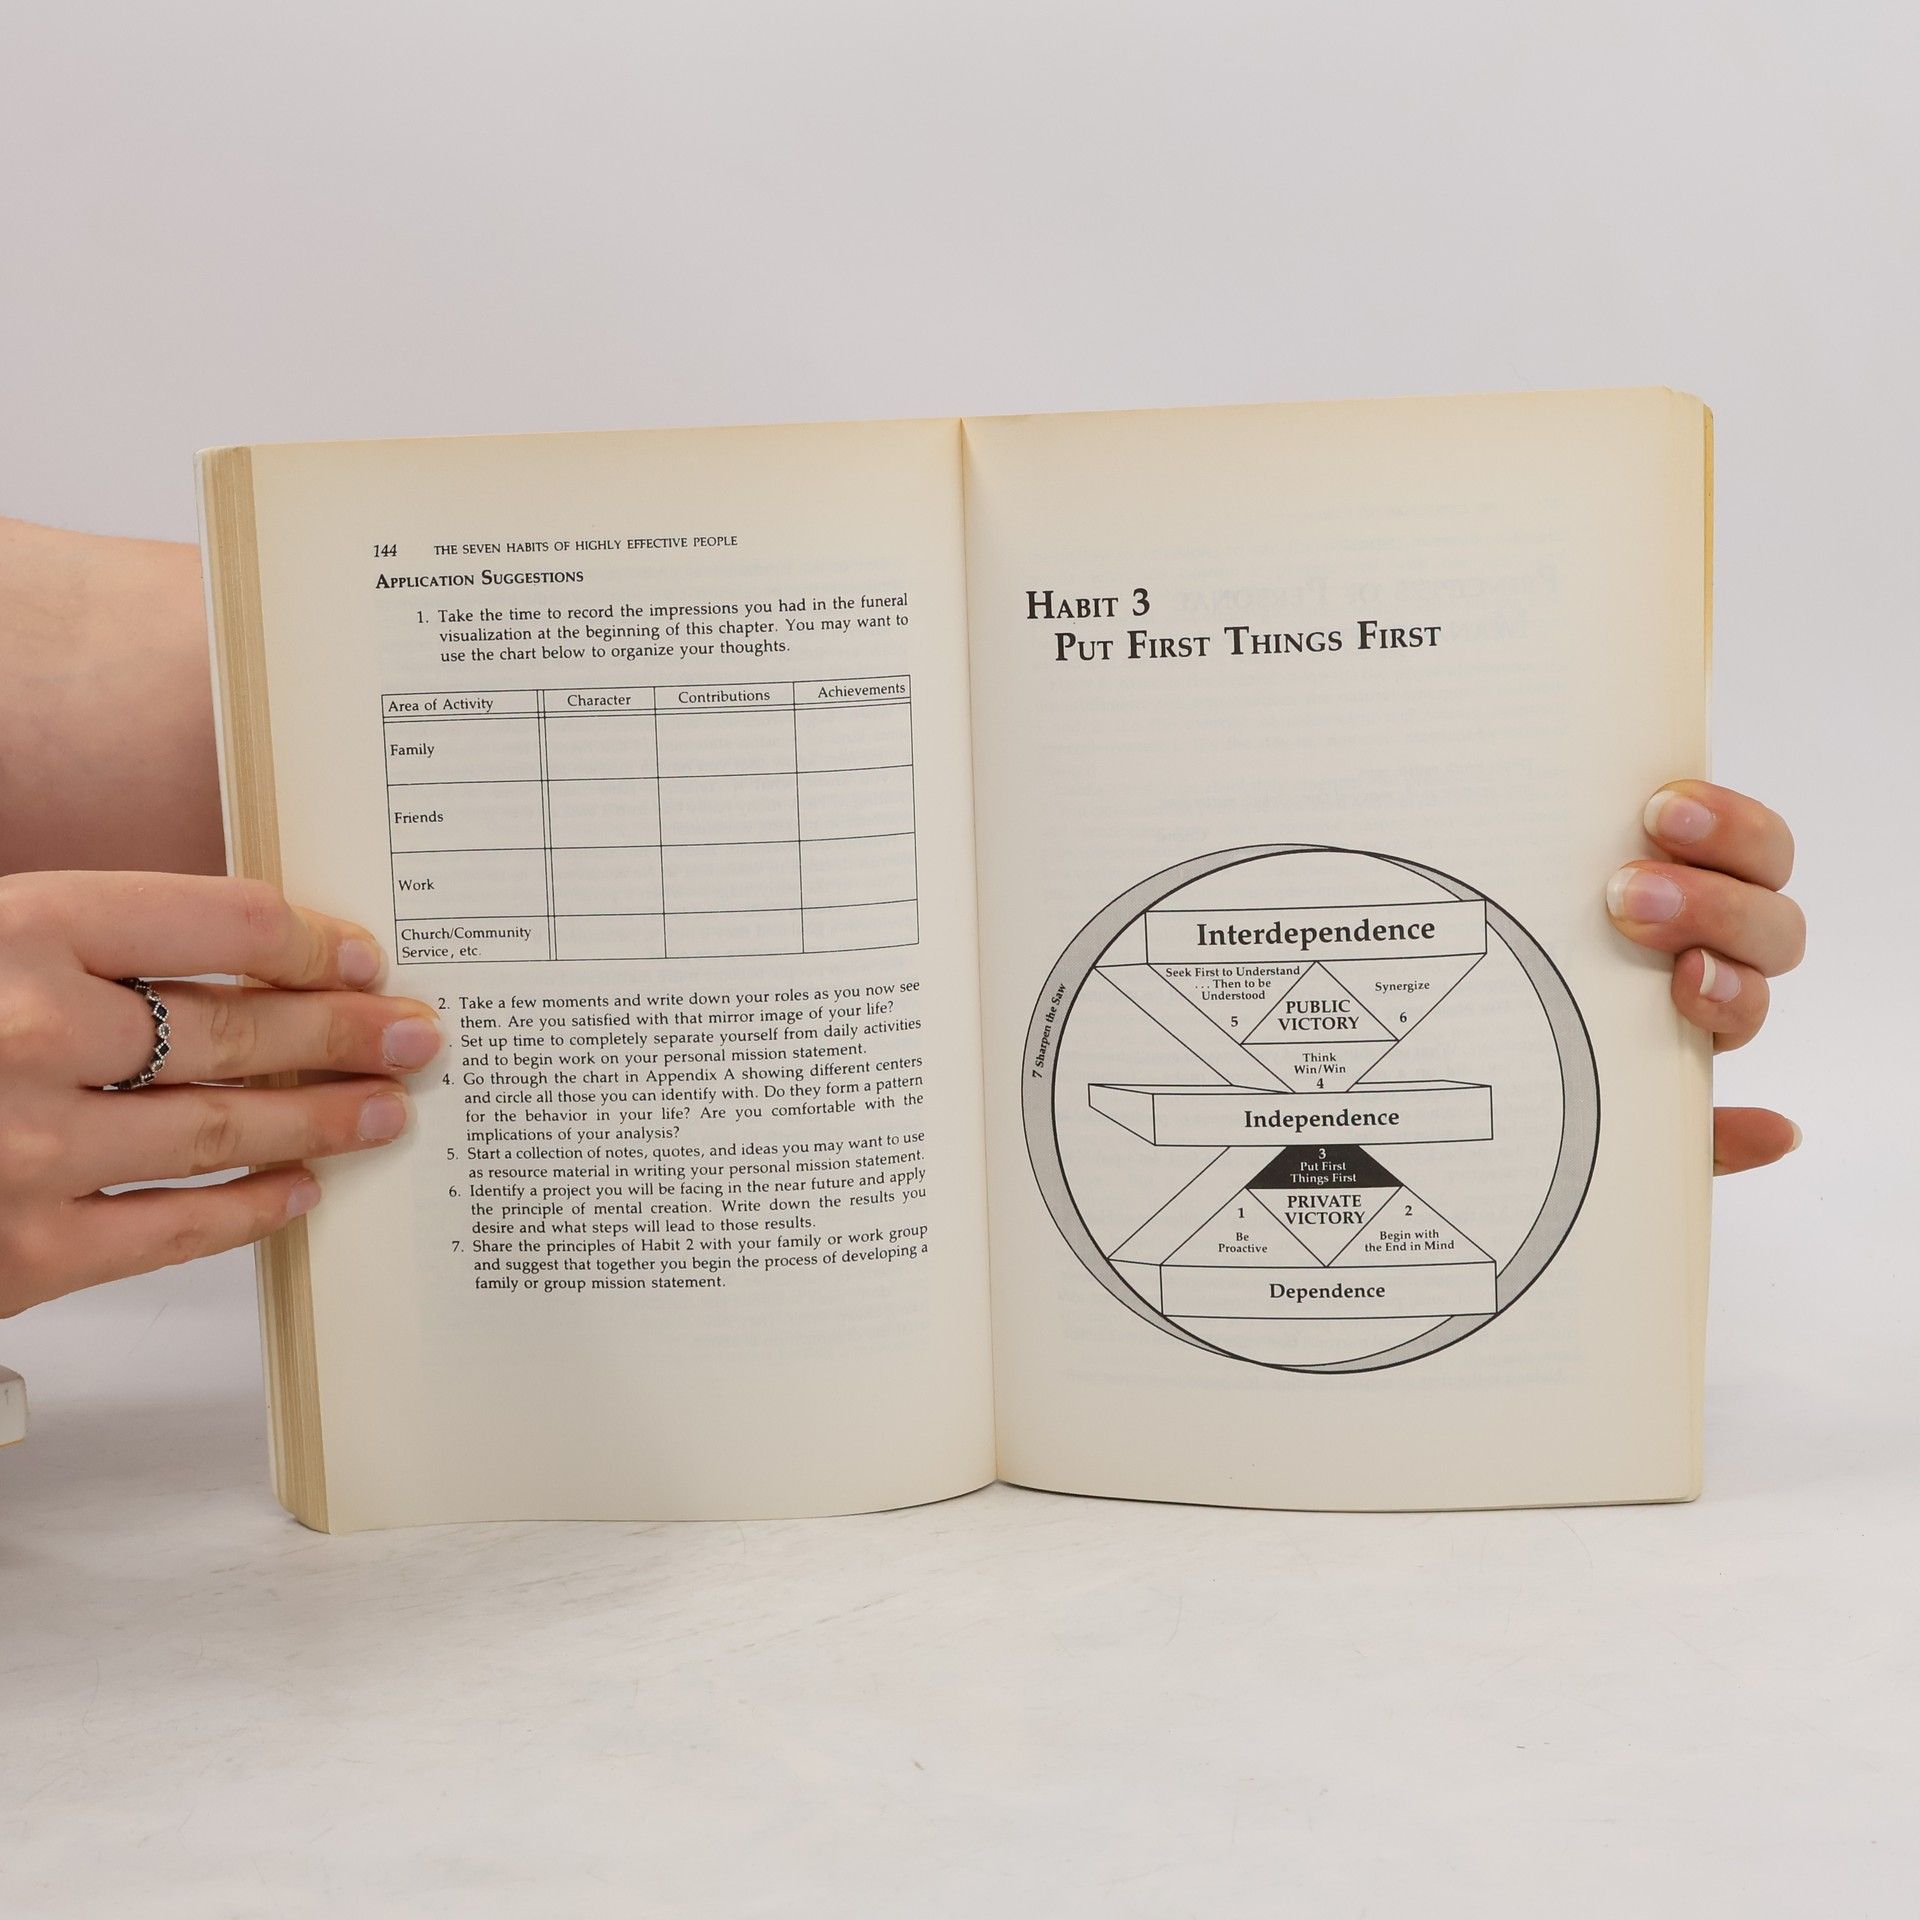 144 THE SEVEN HABITS OF HIGHLY EFFECTIVE PEOPLE
APPLICATION SUGGESTIONS
1. Take the time to record the impressions you had in the funeral
visualization at the beginning of this chapter. You may want to
use the chart below to organize your thoughts.
Area of Activity Character Contributions Achievements
Family
Friends
Work
Church/Community
Service, etc.
2. Take a few moments and write down your roles as you now see
them. Are you satisfied with that mirror image of your life?
. Set up time to completely separate yourself from daily activities
and to begin work on your personal mission statement.
4. Go through the chart in Appendix A showing different centers
and circle all those you can identify with. Do they form a pattern
for the behavior in your life? Are you comfortable with the
implications of your analysis?
5. Start a collection of notes, quotes, and ideas you may want to use
as resource material in writing your personal mission statement.
6. Identify a project you will be facing in the near future and apply
the principle of mental creation. Write down the results you
desire and what steps will lead to those results.
7. Share the principles of Habit 2 with your family or work group
and suggest that together you begin the process of developing a
family or group mission statement.
HABIT 3
PUT FIRST THINGS FIRST
7 Sharpen the Saw
Interdependence
Seek First to Understand
. . . Then to be
Understood
5
PUBLIC
VICTORY
Synergize
6
Think
Win/Win
4
Independence
3
Put First
Things First
PRIVATE
VICTORY
1
Be
Proactive
2
Begin with
the End in Mind
Dependence